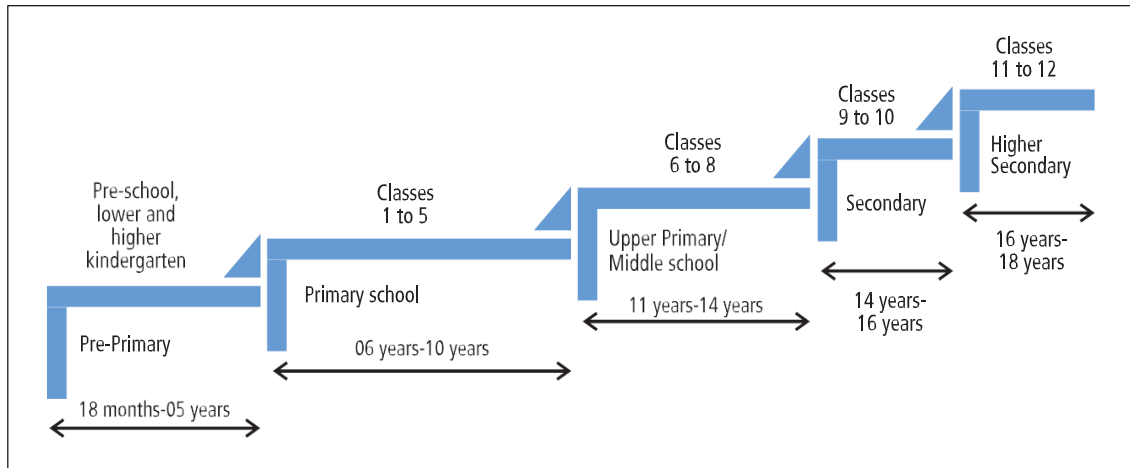 Pre-school,
lower and
higher
kindergarten
Pre-Primary
18 months-05 years
Classes
1 to 5
Primary school
06 years-10 years
Classes
6 to 8
Upper Primary/
Middle school
11 years-14 years
Classes
9 to 10
Secondary
14 years-
16 years
Classes
11 to 12
Higher
Secondary
16 years-
18 years